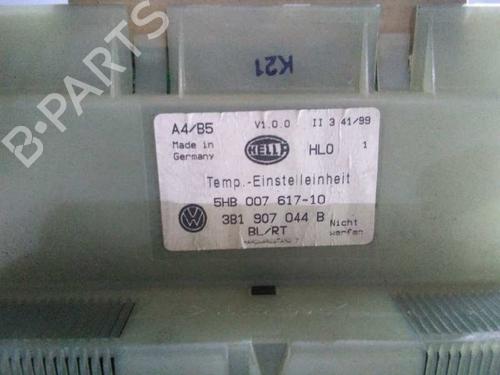 K21
A4/B5 V1.0.0 II 3 41/99
Made in Germany
HELLA
HLO 1
Temp.-Einstelleinheit
5HB 007 617-10
3B1 907 044 B
BL/RT
Nicht
werfen
B-PARTS